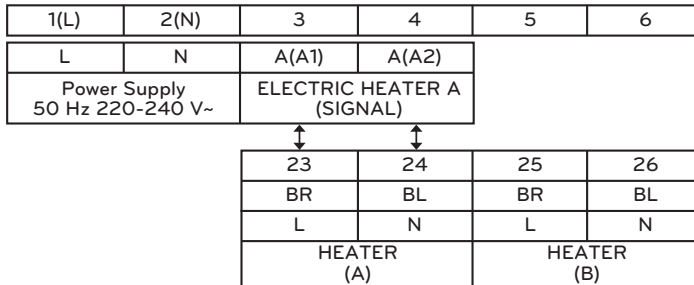 1(L) 2(N) 3 4 5 6
L N A(A1) A(A2)
Power Supply ELECTRIC HEATER A
50 Hz 220-240 V~ (SIGNAL)
23 24 25 26
BR BL BR BL
L N L N
HEATER HEATER
(A) (B)